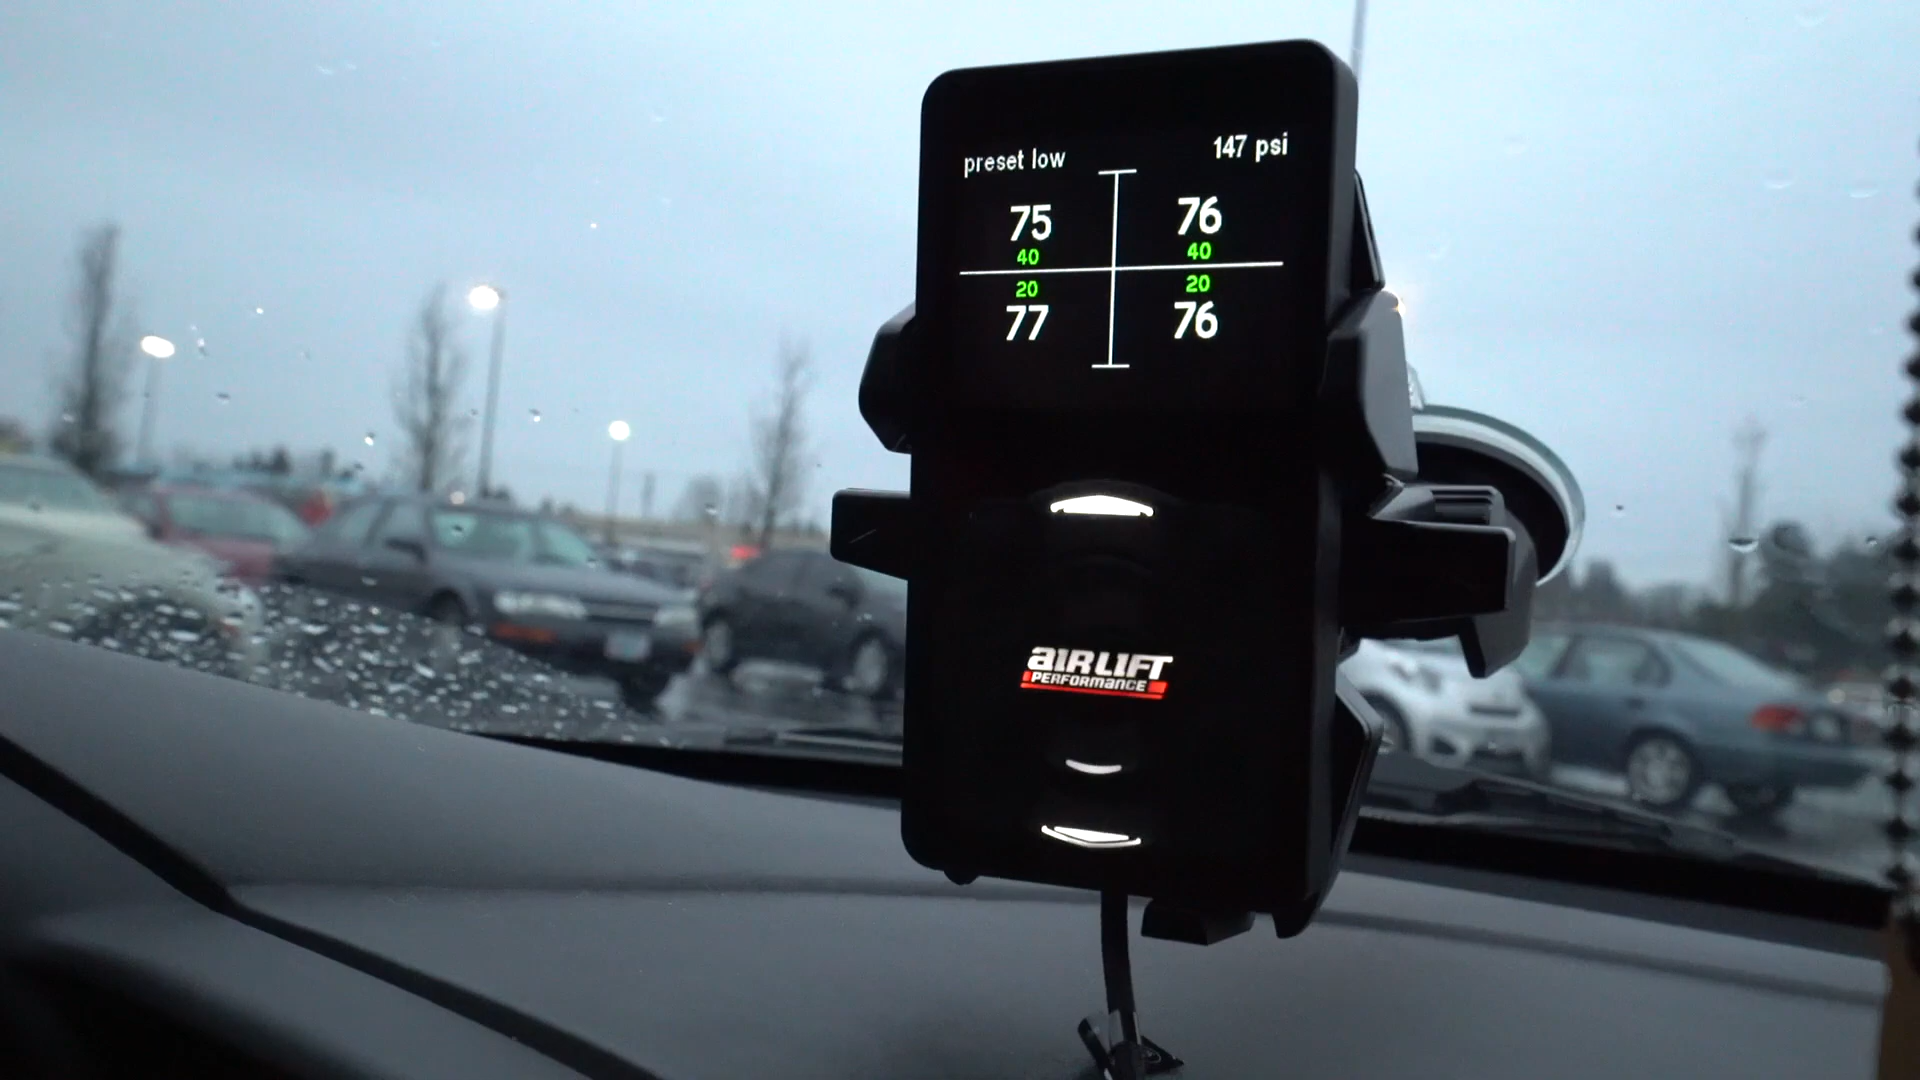 preset low
147 psi
75 76
40 40
20 20
77 76
aiRLIFT
PERFORMANCE